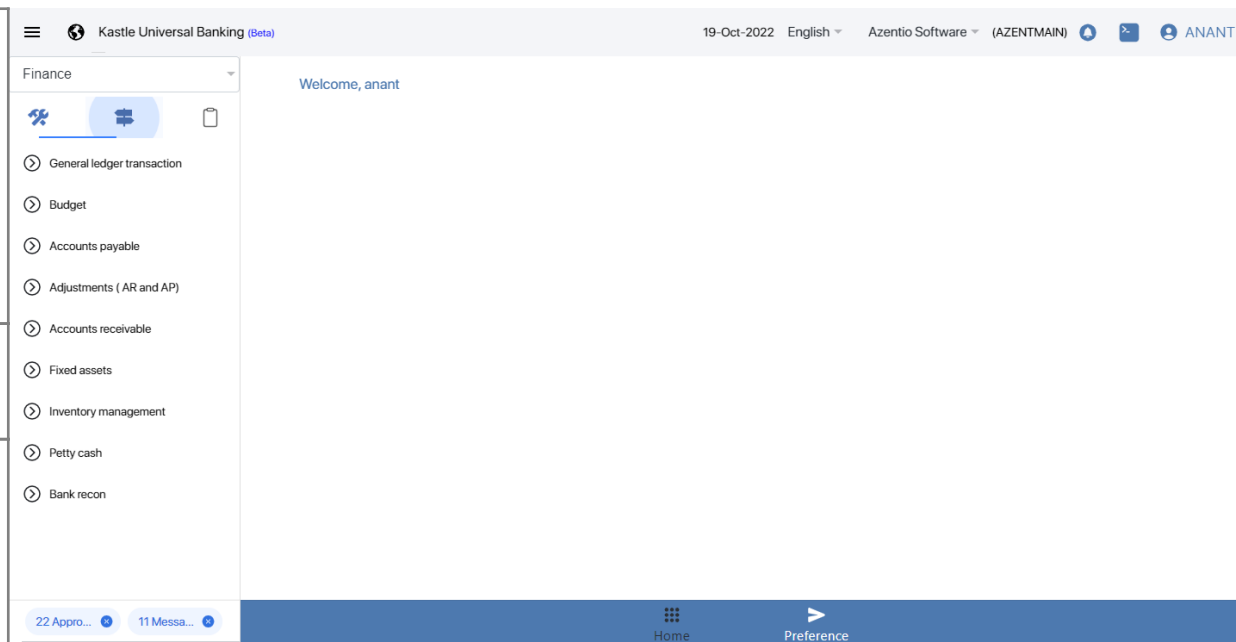 Kastle Universal Banking (Beta) 19-Oct-2022 English Azentio Software (AZENTMAIN) ANANT
Finance
Welcome, anant
General ledger transaction
Budget
Accounts payable
Adjustments ( AR and AP)
Accounts receivable
Fixed assets
Inventory management
Petty cash
Bank recon
22 Appro... 11 Messa...
Home Preference